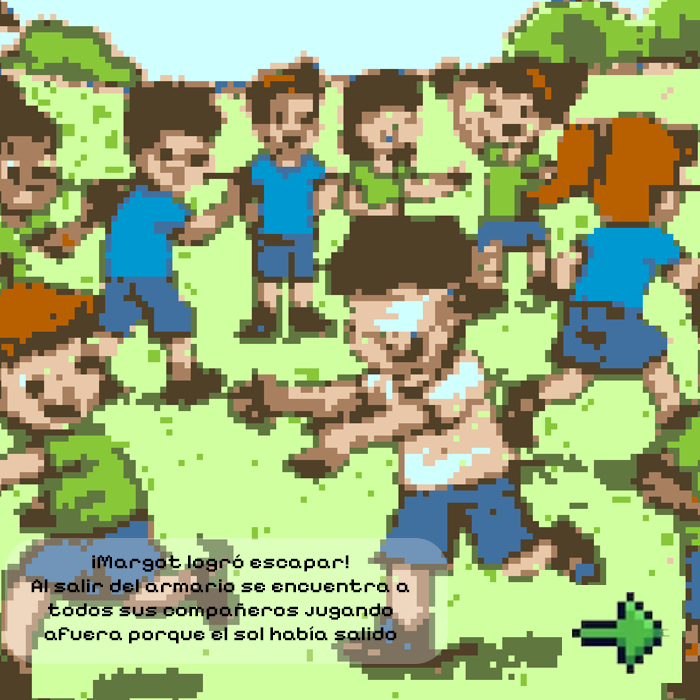 ¡Margot logró escapar!
Al salir del armario se encuentra a
todos sus compañeros jugando
afuera porque el sol había salido